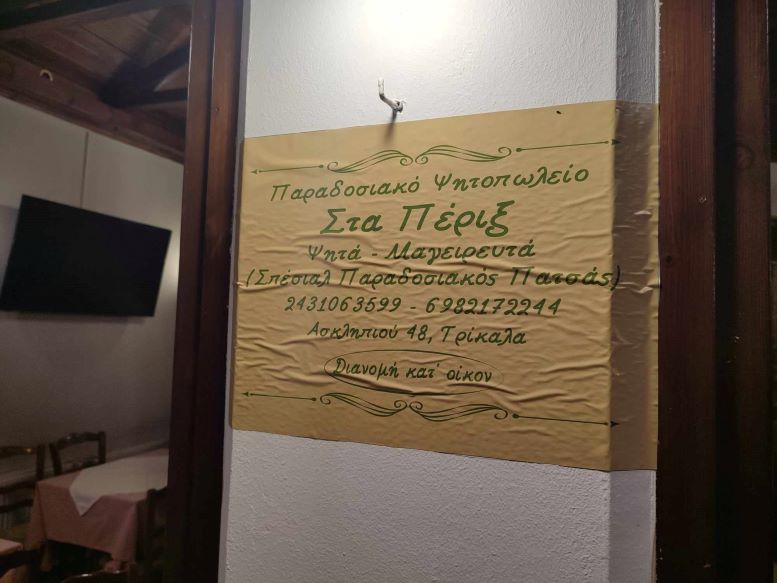 Παραδοσιακό Ψητοπωλείο
Στα Πέριξ
Ψητά - Μαγειρευτά
(Σπέσιαλ Παραδοσιακός Πατσάς)
2431063599 - 6982172244
Ασκληπιού 48, Τρίκαλα
Διανομή κατ' οίκον